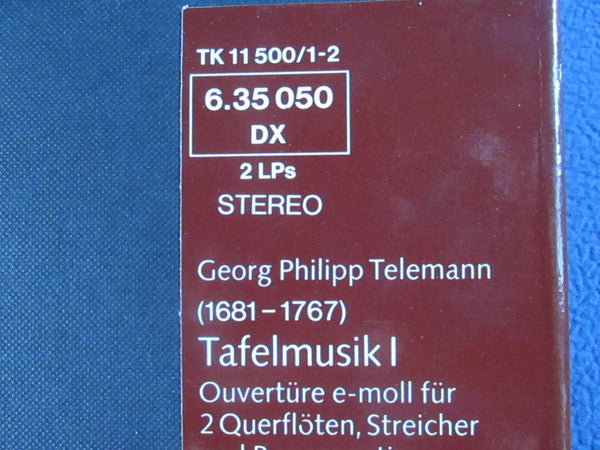 TK 11 500/1-2
6.35 050
DX
2 LPs
STEREO
Georg Philipp Telemann
(1681–1767)
Tafelmusik I
Ouvertüre e-moll für
2 Querflöten, Streicher